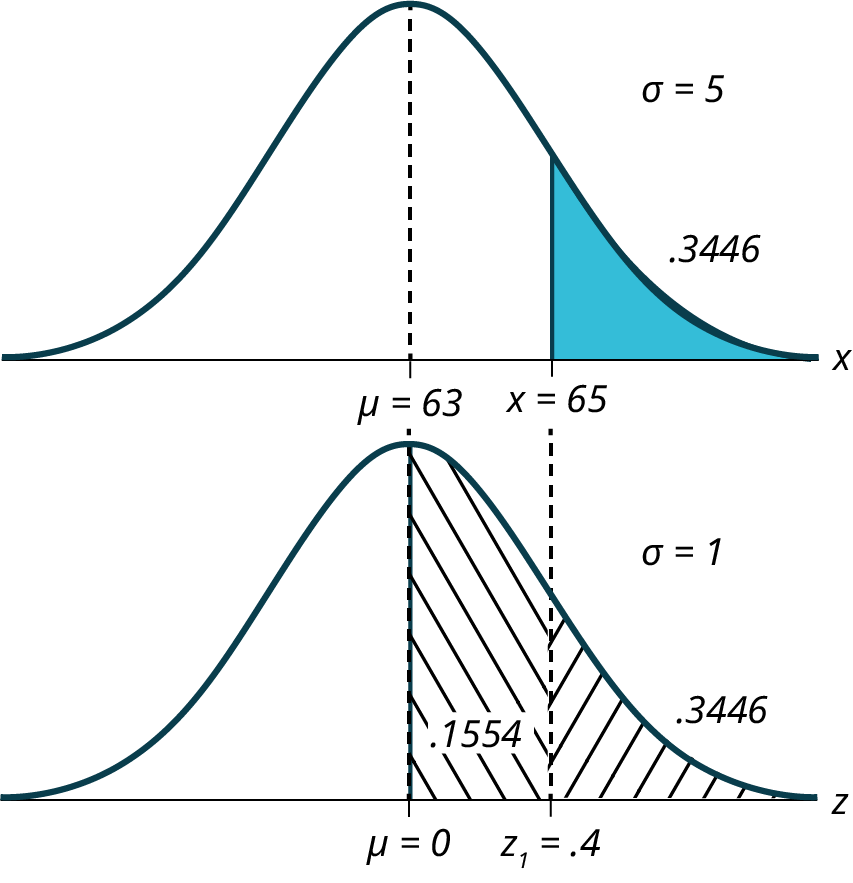 σ = 5
.3446
x
μ = 63
x = 65
σ = 1
.3446
.1554
z
μ = 0
z₁ = .4